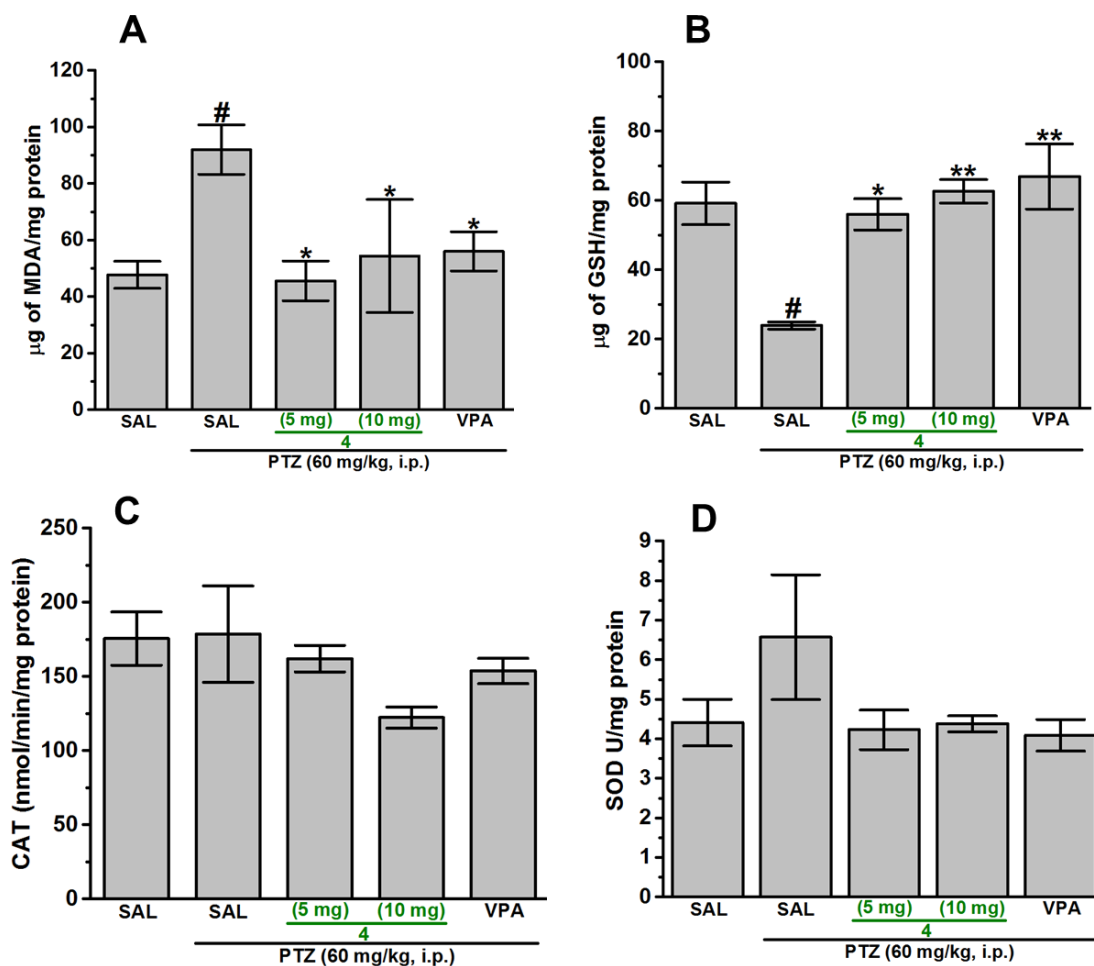 A
µg of MDA/mg protein
120
100
80
60
40
20
0
#
*
*
*
SAL
SAL
(5 mg)
(10 mg)
VPA
4
PTZ (60 mg/kg, i.p.)
B
µg of GSH/mg protein
100
80
60
40
20
0
#
*
**
**
SAL
SAL
(5 mg)
(10 mg)
VPA
4
PTZ (60 mg/kg, i.p.)
C
CAT (nmol/min/mg protein)
250
200
150
100
50
0
SAL
SAL
(5 mg)
(10 mg)
VPA
4
PTZ (60 mg/kg, i.p.)
D
SOD U/mg protein
9
8
7
6
5
4
3
2
1
0
SAL
SAL
(5 mg)
(10 mg)
VPA
4
PTZ (60 mg/kg, i.p.)